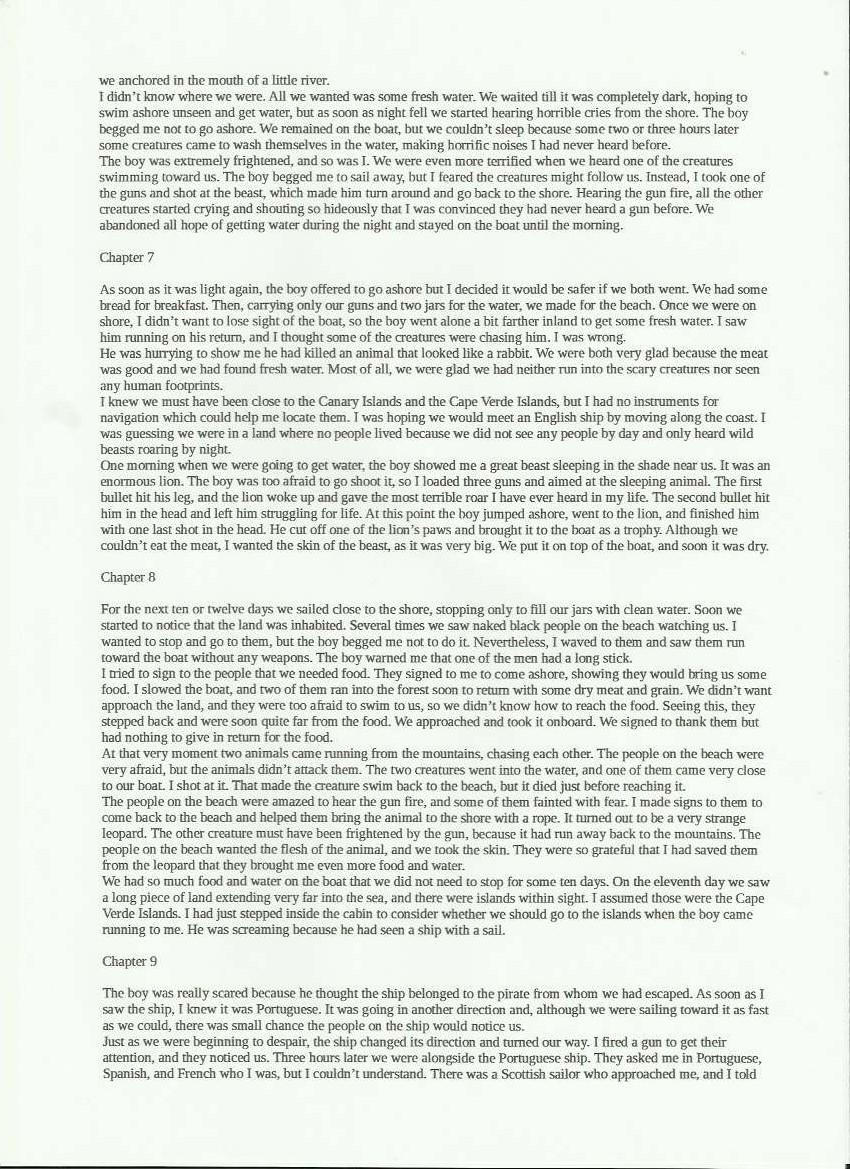 we anchored in the mouth of a little river.
I didn't know where we were. All we wanted was some fresh water. We waited till it was completely dark, hoping to
swim ashore unseen and get water, but as soon as night fell we started hearing horrible cries from the shore. The boy
begged me not to go ashore. We remained on the boat, but we couldn't sleep because some two or three hours later
some creatures came to wash themselves in the water, making horrific noises I had never heard before.
The boy was extremely frightened, and so was I. We were even more terrified when we heard one of the creatures
swimming toward us. The boy begged me to sail away, but I feared the creatures might follow us. Instead, I took one of
the guns and shot at the beast, which made him turn around and go back to the shore. Hearing the gun fire, all the other
creatures started crying and shouting so hideously that I was convinced they had never heard a gun before. We
abandoned all hope of getting water during the night and stayed on the boat until the morning.
Chapter 7
As soon as it was light again, the boy offered to go ashore but I decided it would be safer if we both went. We had some
bread for breakfast. Then, carrying only our guns and two jars for the water, we made for the beach. Once we were on
shore, I didn't want to lose sight of the boat, so the boy went alone a bit farther inland to get some fresh water. I saw
him running on his return, and I thought some of the creatures were chasing him. I was wrong.
He was hurrying to show me he had killed an animal that looked like a rabbit. We were both very glad because the meat
was good and we had found fresh water. Most of all, we were glad we had neither run into the scary creatures nor seen
any human footprints.
I knew we must have been close to the Canary Islands and the Cape Verde Islands, but I had no instruments for
navigation which could help me locate them. I was hoping we would meet an English ship by moving along the coast. I
was guessing we were in a land where no people lived because we did not see any people by day and only heard wild
beasts roaring by night.
One morning when we were going to get water, the boy showed me a great beast sleeping in the shade near us. It was an
enormous lion. The boy was too afraid to go shoot it, so I loaded three guns and aimed at the sleeping animal. The first
bullet hit his leg, and the lion woke up and gave the most terrible roar I have ever heard in my life. The second bullet hit
him in the head and left him struggling for life. At this point the boy jumped ashore, went to the lion, and finished him
with one last shot in the head. He cut off one of the lion's paws and brought it to the boat as a trophy. Although we
couldn't eat the meat, I wanted the skin of the beast, as it was very big. We put it on top of the boat, and soon it was dry.
Chapter 8
For the next ten or twelve days we sailed close to the shore, stopping only to fill our jars with clean water. Soon we
started to notice that the land was inhabited. Several times we saw naked black people on the beach watching us. I
wanted to stop and go to them, but the boy begged me not to do it. Nevertheless, I waved to them and saw them run
toward the boat without any weapons. The boy warned me that one of the men had a long stick.
I tried to sign to the people that we needed food. They signed to me to come ashore, showing they would bring us some
food. I slowed the boat, and two of them ran into the forest soon to return with some dry meat and grain. We didn't want
approach the land, and they were too afraid to swim to us, so we didn't know how to reach the food. Seeing this, they
stepped back and were soon quite far from the food. We approached and took it onboard. We signed to thank them but
had nothing to give in return for the food.
At that very moment two animals came running from the mountains, chasing each other. The people on the beach were
very afraid, but the animals didn't attack them. The two creatures went into the water, and one of them came very close
to our boat. I shot at it. That made the creature swim back to the beach, but it died just before reaching it.
The people on the beach were amazed to hear the gun fire, and some of them fainted with fear. I made signs to them to
come back to the beach and helped them bring the animal to the shore with a rope. It turned out to be a very strange
leopard. The other creature must have been frightened by the gun, because it had run away back to the mountains. The
people on the beach wanted the flesh of the animal, and we took the skin. They were so grateful that I had saved them
from the leopard that they brought me even more food and water.
We had so much food and water on the boat that we did not need to stop for some ten days. On the eleventh day we saw
a long piece of land extending very far into the sea, and there were islands within sight. I assumed those were the Cape
Verde Islands. I had just stepped inside the cabin to consider whether we should go to the islands when the boy came
running to me. He was screaming because he had seen a ship with a sail.
Chapter 9
The boy was really scared because he thought the ship belonged to the pirate from whom we had escaped. As soon as I
saw the ship, I knew it was Portuguese. It was going in another direction and, although we were sailing toward it as fast
as we could, there was small chance the people on the ship would notice us.
Just as we were beginning to despair, the ship changed its direction and turned our way. I fired a gun to get their
attention, and they noticed us. Three hours later we were alongside the Portuguese ship. They asked me in Portuguese,
Spanish, and French who I was, but I couldn't understand. There was a Scottish sailor who approached me, and I told